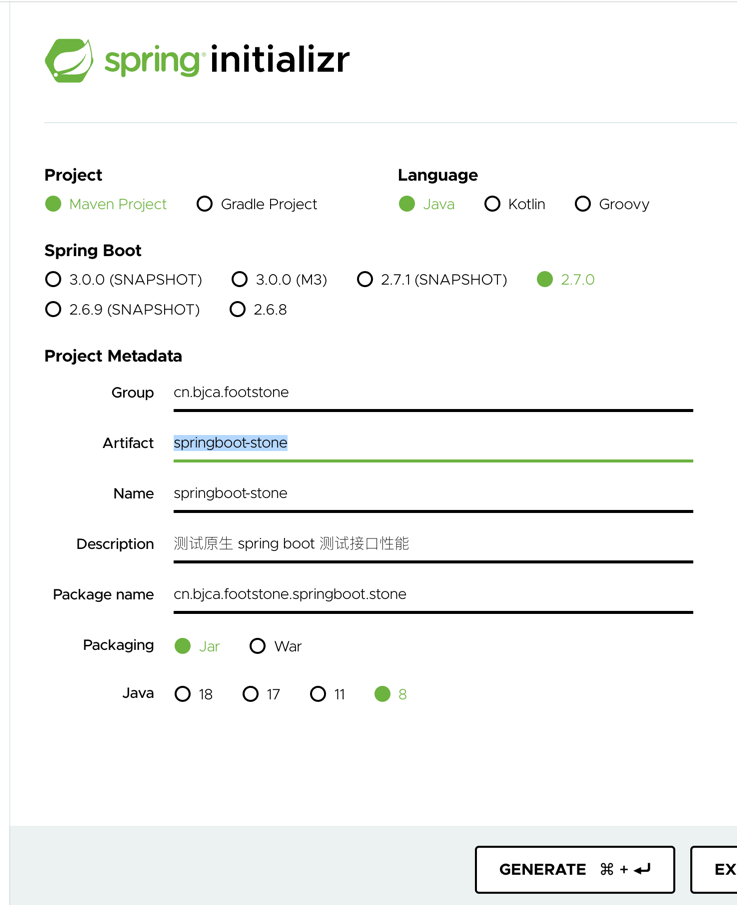 spring initializr
Project
Maven Project Gradle Project
Language
Java Kotlin Groovy
Spring Boot
3.0.0 (SNAPSHOT) 3.0.0 (M3) 2.7.1 (SNAPSHOT) 2.7.0
2.6.9 (SNAPSHOT) 2.6.8
Project Metadata
Group cn.bjca.footstone
Artifact springboot-stone
Name springboot-stone
Description 测试原生 spring boot 测试接口性能
Package name cn.bjca.footstone.springboot.stone
Packaging Jar War
Java 18 17 11 8
GENERATE ⌘ + ↵ EX